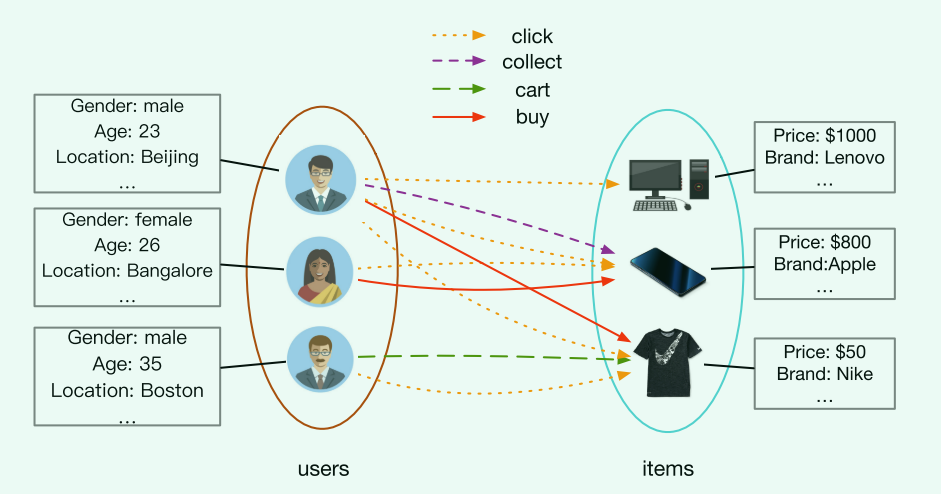 click
collect
cart
buy
Gender: male
Age: 23
Location: Beijing
...
Gender: female
Age: 26
Location: Bangalore
...
Gender: male
Age: 35
Location: Boston
...
Price: $1000
Brand: Lenovo
...
Price: $800
Brand:Apple
...
Price: $50
Brand: Nike
...
users
items